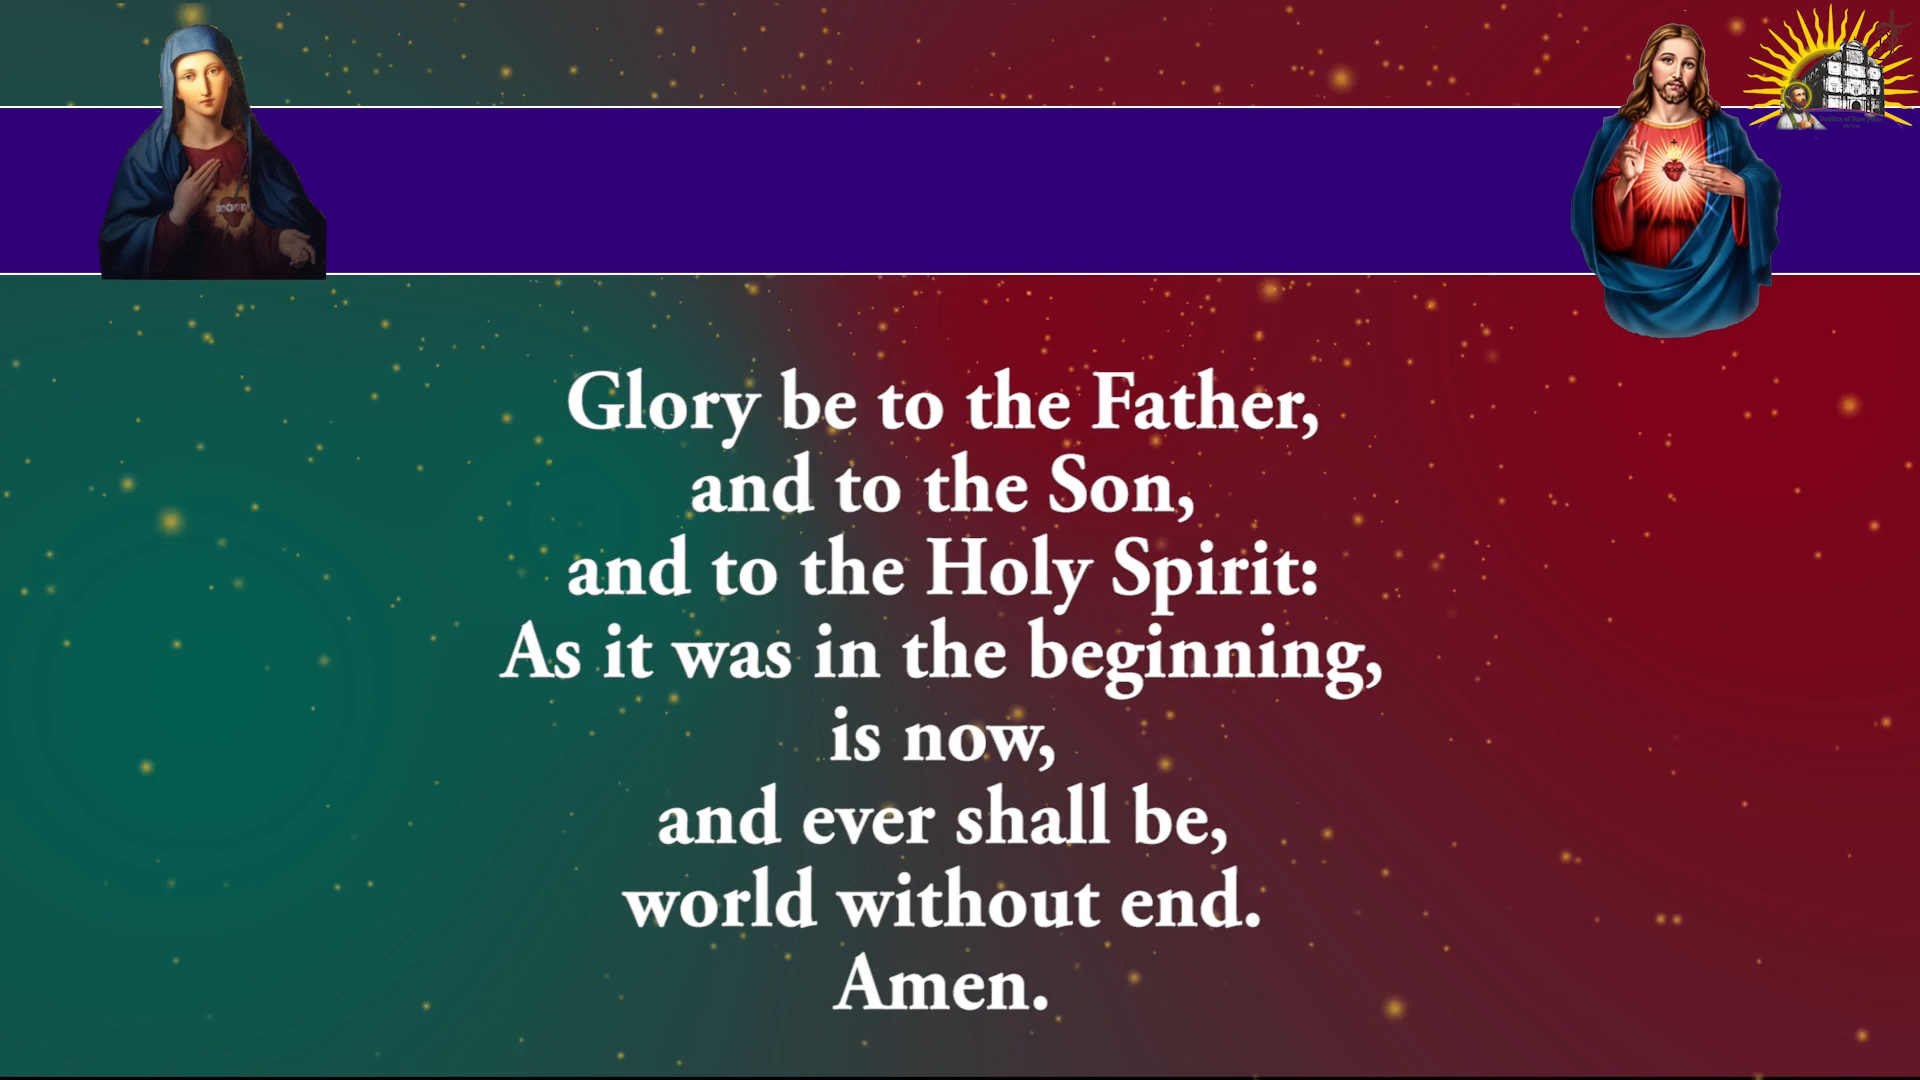 Glory be to the Father,
and to the Son,
and to the Holy Spirit:
As it was in the beginning,
is now,
and ever shall be,
world without end.
Amen.